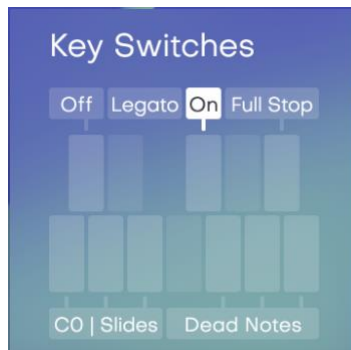 Key Switches
Off Legato On Full Stop
C0 | Slides Dead Notes